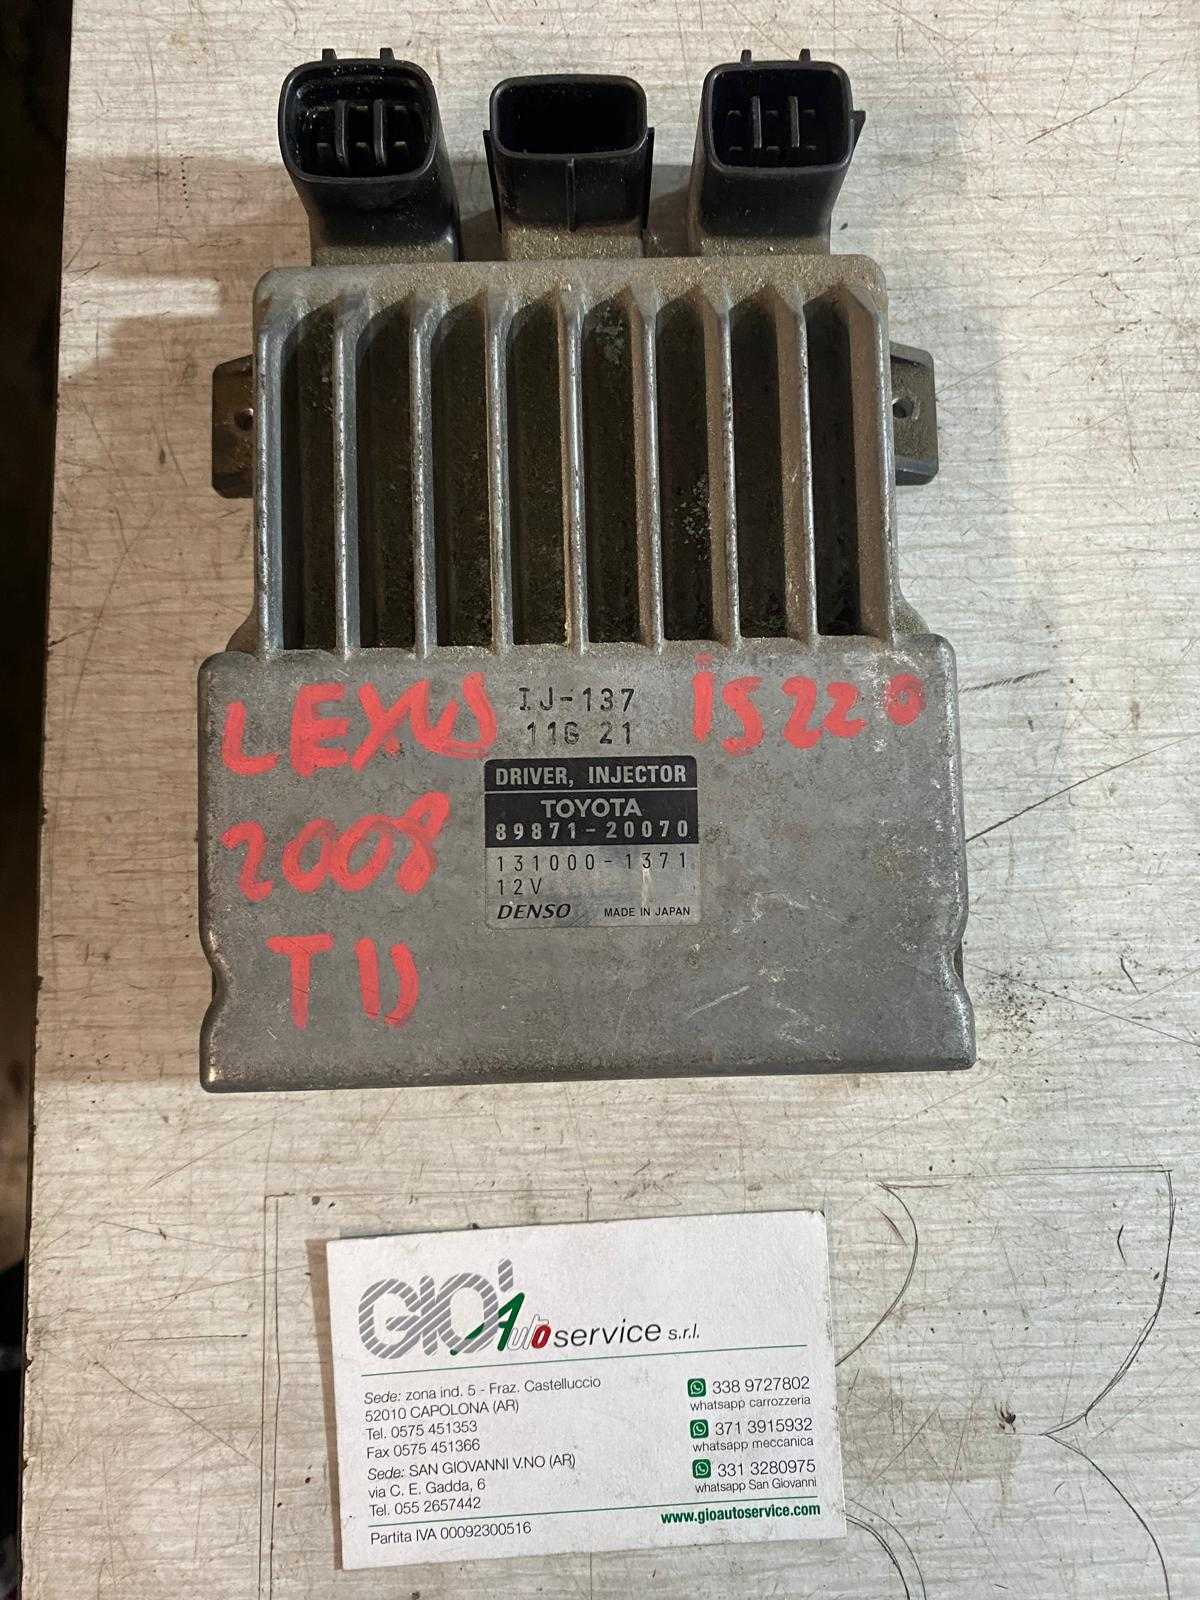 LEXUS IJ-137 iS220
11G 21
2008
TD
DRIVER, INJECTOR
TOYOTA
89871-20070
131000-1371
12V
DENSO MADE IN JAPAN
GIO' Autoservice s.r.l.
Sede: zona ind. 5 - Fraz. Castelluccio
52010 CAPOLONA (AR)
Tel. 0575 451353
Fax 0575 451366
Sede: SAN GIOVANNI V.NO (AR)
via C. E. Gadda, 6
Tel. 055 2657442
Partita IVA 00092300516
338 9727802
whatsapp carrozzeria
371 3915932
whatsapp meccanica
331 3280975
whatsapp San Giovanni
www.gioautoservice.com